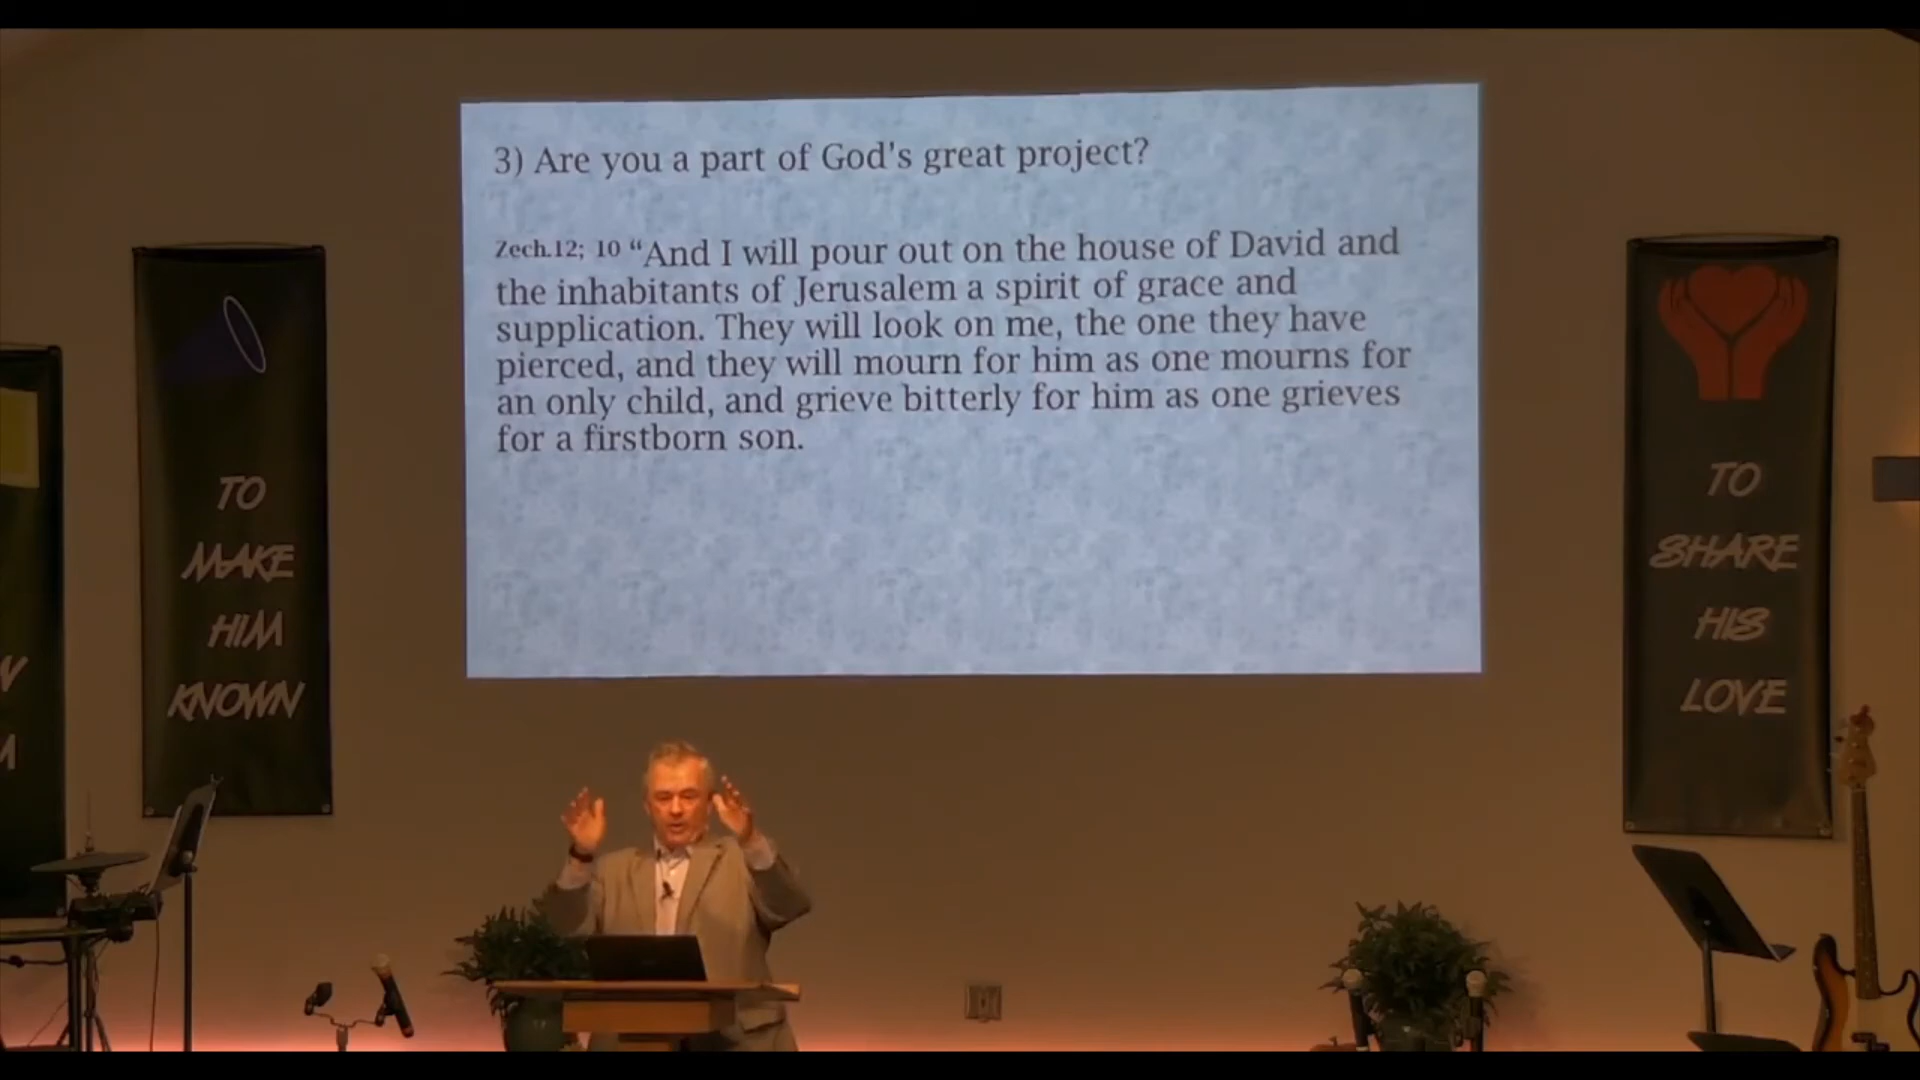 3) Are you a part of God's great project?
Zech.12; 10 “And I will pour out on the house of David and
the inhabitants of Jerusalem a spirit of grace and
supplication. They will look on me, the one they have
pierced, and they will mourn for him as one mourns for
an only child, and grieve bitterly for him as one grieves
for a firstborn son.
TO
MAKE
HIM
KNOWN
TO
SHARE
HIS
LOVE